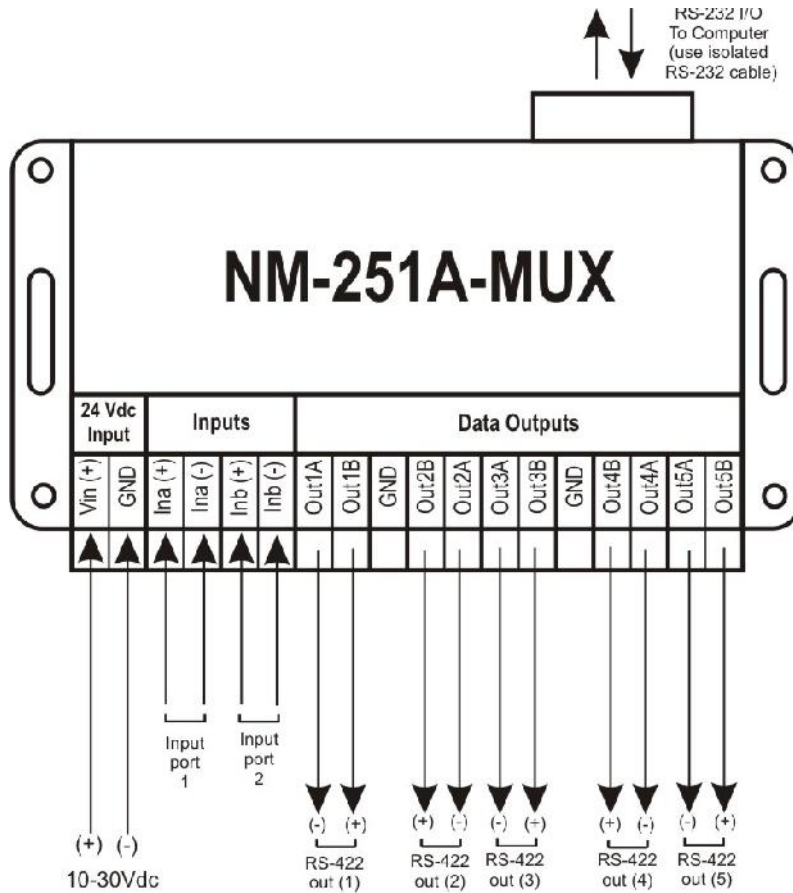 RS-232 I/O
To Computer
(use isolated
RS-232 cable)
NM-251A-MUX
24 Vdc
Input
Inputs
Data Outputs
Vin (+)
GND
Ina (+)
Ina (-)
Inb (+)
Inb (-)
Out1A
Out1B
GND
Out2B
Out2A
Out3A
Out3B
GND
Out4B
Out4A
Out5A
Out5B
Input
port
1
Input
port
2
(-) (+)
(+) (-)
(-) (+)
(+) (-)
(-) (+)
RS-422
out (1)
RS-422
out (2)
RS-422
out (3)
RS-422
out (4)
RS-422
out (5)
(+) (-)
10-30Vdc